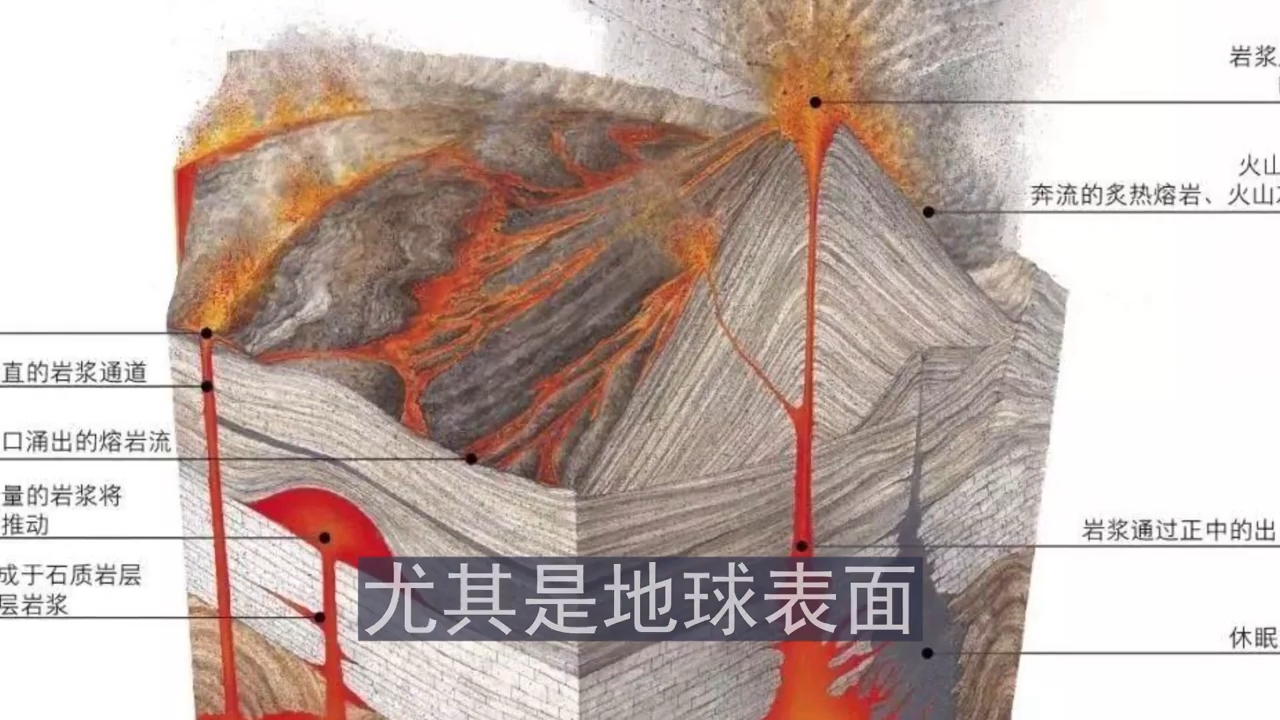 岩浆
火山
奔流的炙热熔岩、火山
直的岩浆通道
口涌出的熔岩流
量的岩浆将
推动
岩浆通过正中的出
成于石质岩层
层岩浆
尤其是地球表面
休眠